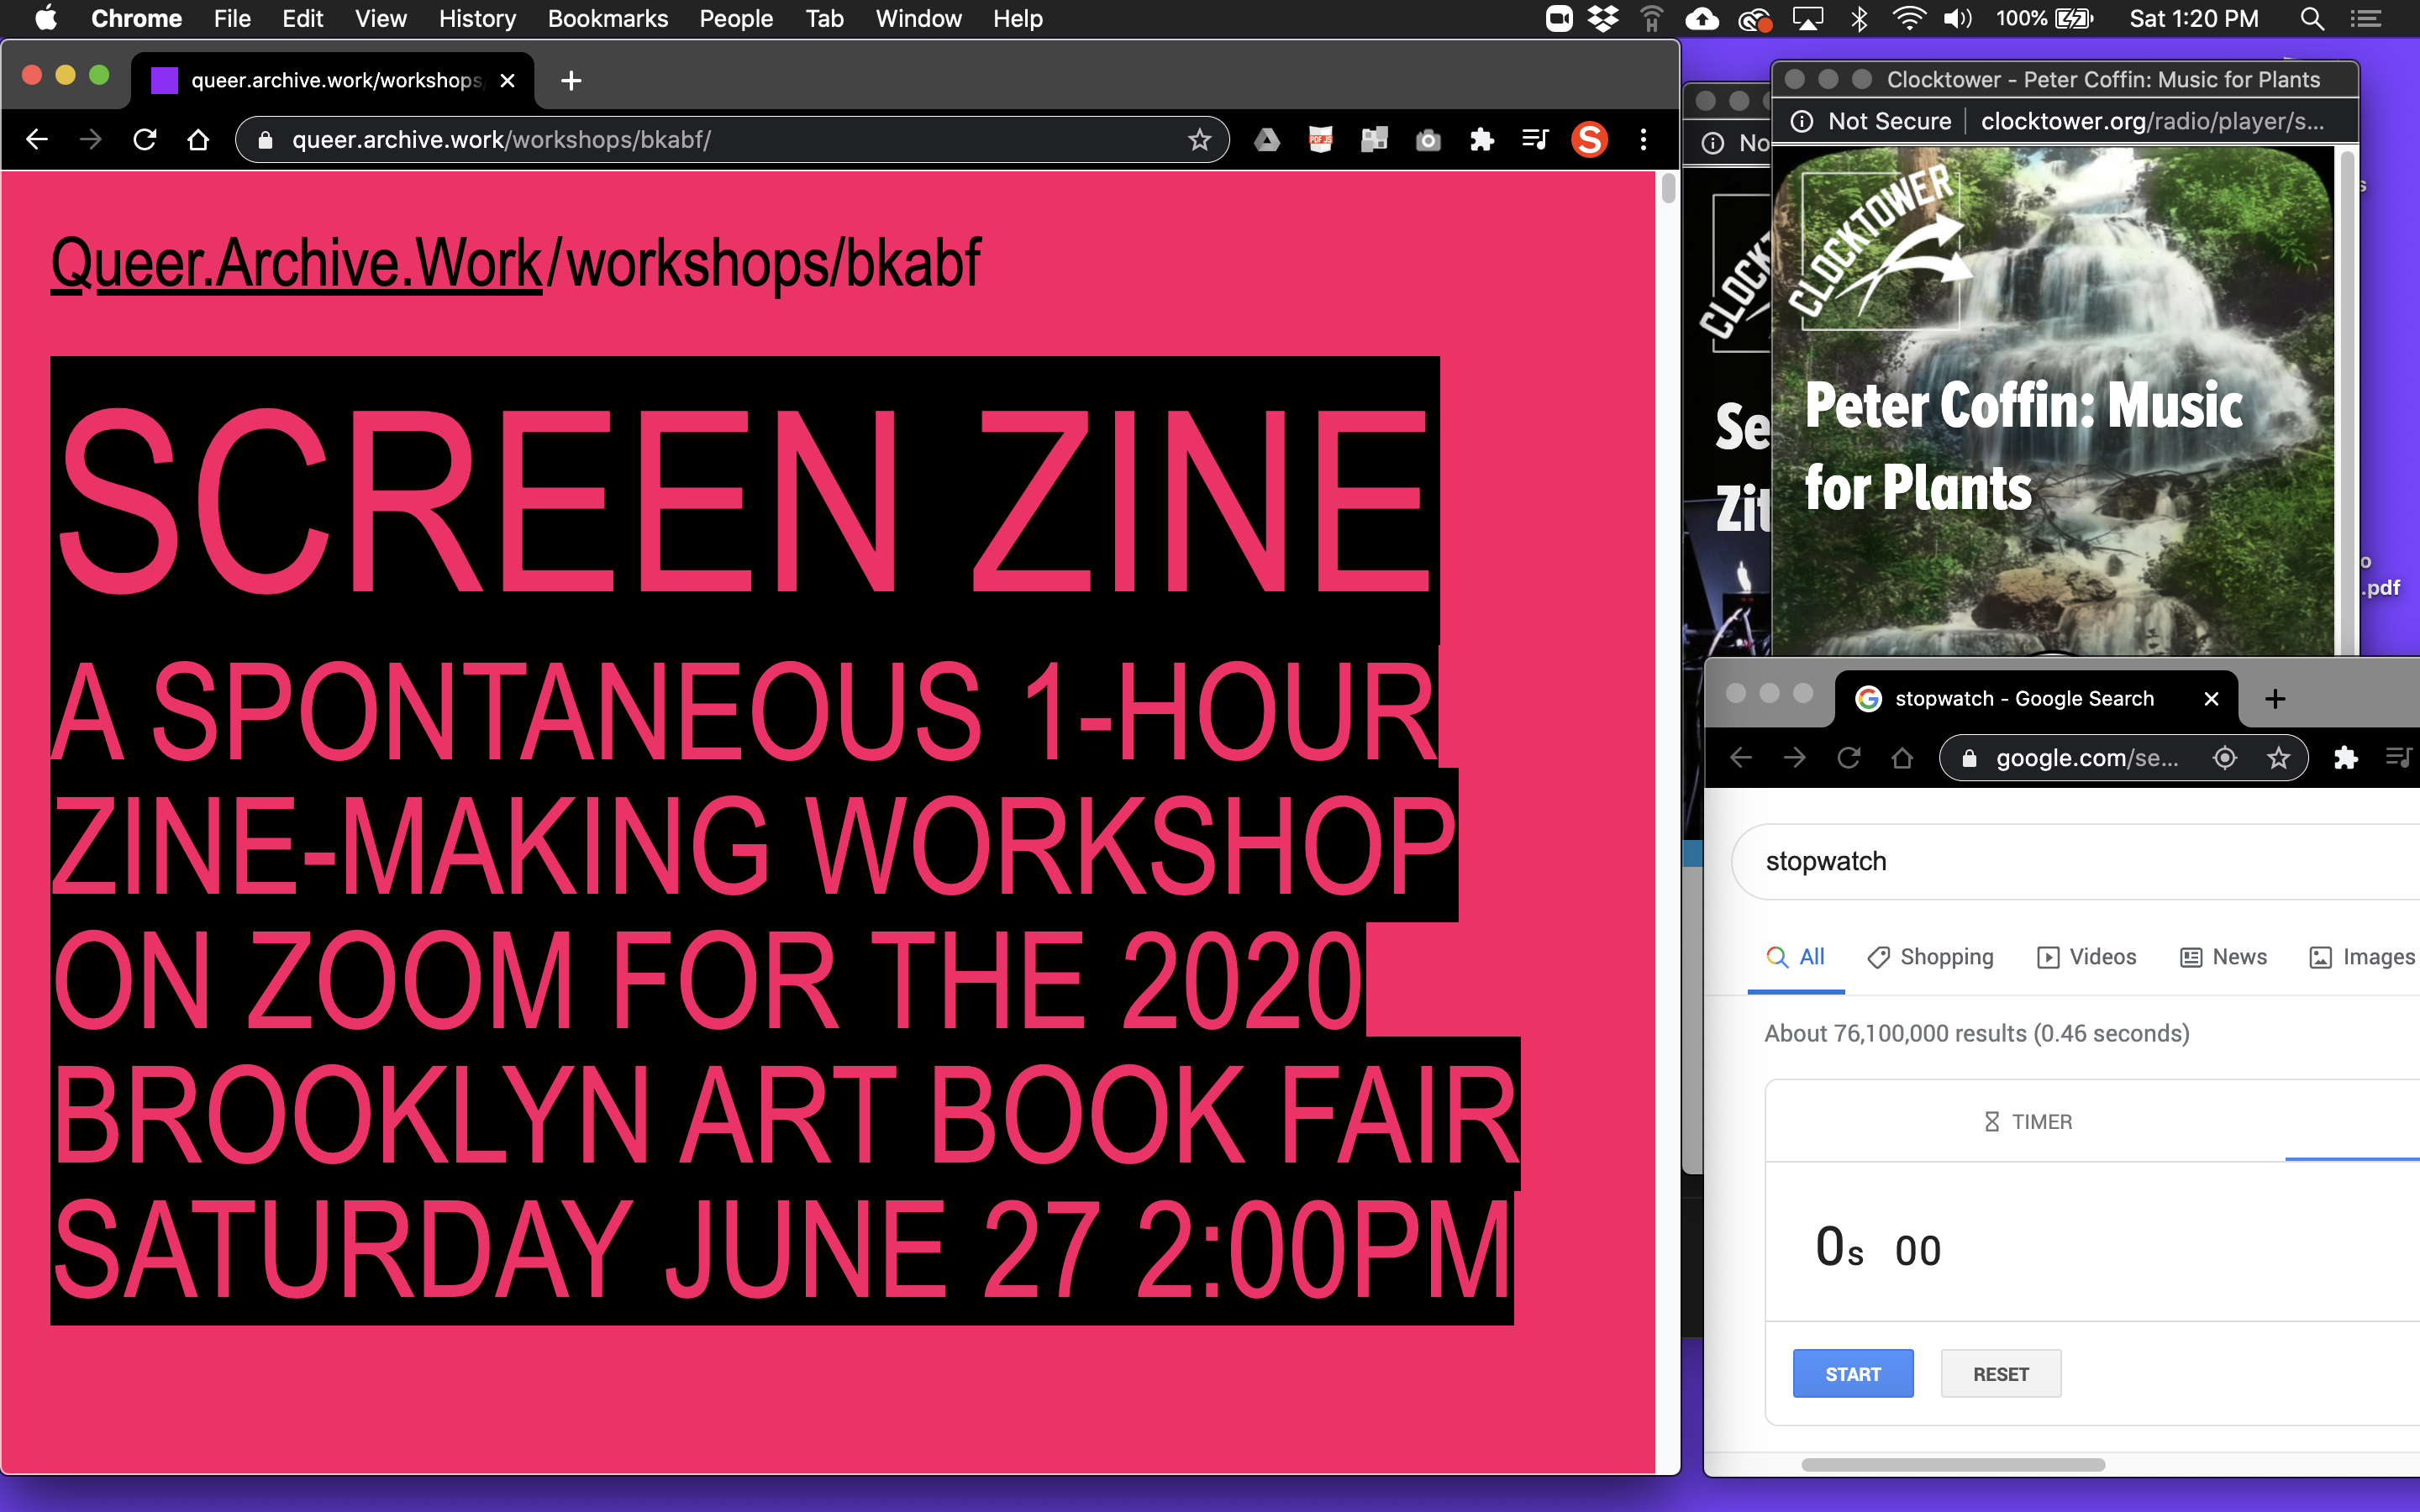 Chrome File Edit View History Bookmarks People Tab Window Help
100% Sat 1:20 PM
queer.archive.work/workshops
queer.archive.work/workshops/bkabf/
PDF JS
S
Queer.Archive.Work/workshops/bkabf
SCREEN ZINE
A SPONTANEOUS 1-HOUR
ZINE-MAKING WORKSHOP
ON ZOOM FOR THE 2020
BROOKLYN ART BOOK FAIR
SATURDAY JUNE 27 2:00PM
No
CLOCKT
Se
Zit
Clocktower - Peter Coffin: Music for Plants
Not Secure clocktower.org/radio/player/s...
CLOCKTOWER
Peter Coffin: Music
for Plants
s
o
.pdf
stopwatch - Google Search
google.com/se...
stopwatch
All Shopping Videos News Images
About 76,100,000 results (0.46 seconds)
TIMER
0s 00
START RESET